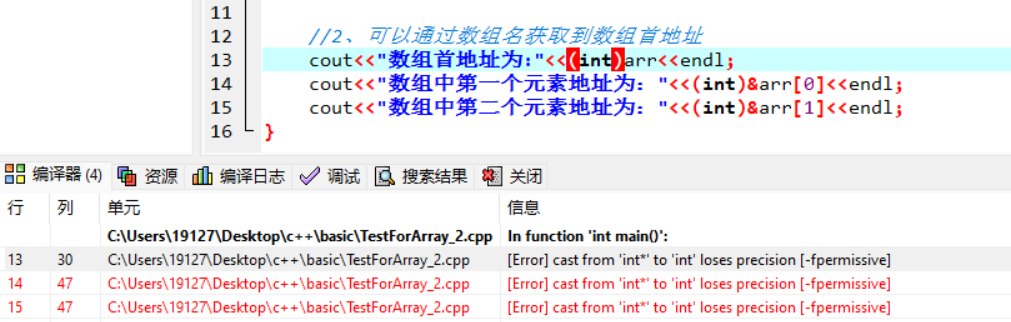 11
12 //2、可以通过数组名获取到数组首地址
13 cout<<"数组首地址为:"<<(int)arr<<endl;
14 cout<<"数组中第一个元素地址为: "<<(int)&arr[0]<<endl;
15 cout<<"数组中第二个元素地址为: "<<(int)&arr[1]<<endl;
16 }
编译器 (4) 资源 编译日志 调试 搜索结果 关闭
行 列 单元 信息
C:\Users\19127\Desktop\c++\basic\TestForArray_2.cpp In function 'int main()':
13 30 C:\Users\19127\Desktop\c++\basic\TestForArray_2.cpp [Error] cast from 'int*' to 'int' loses precision [-fpermissive]
14 47 C:\Users\19127\Desktop\c++\basic\TestForArray_2.cpp [Error] cast from 'int*' to 'int' loses precision [-fpermissive]
15 47 C:\Users\19127\Desktop\c++\basic\TestForArray_2.cpp [Error] cast from 'int*' to 'int' loses precision [-fpermissive]